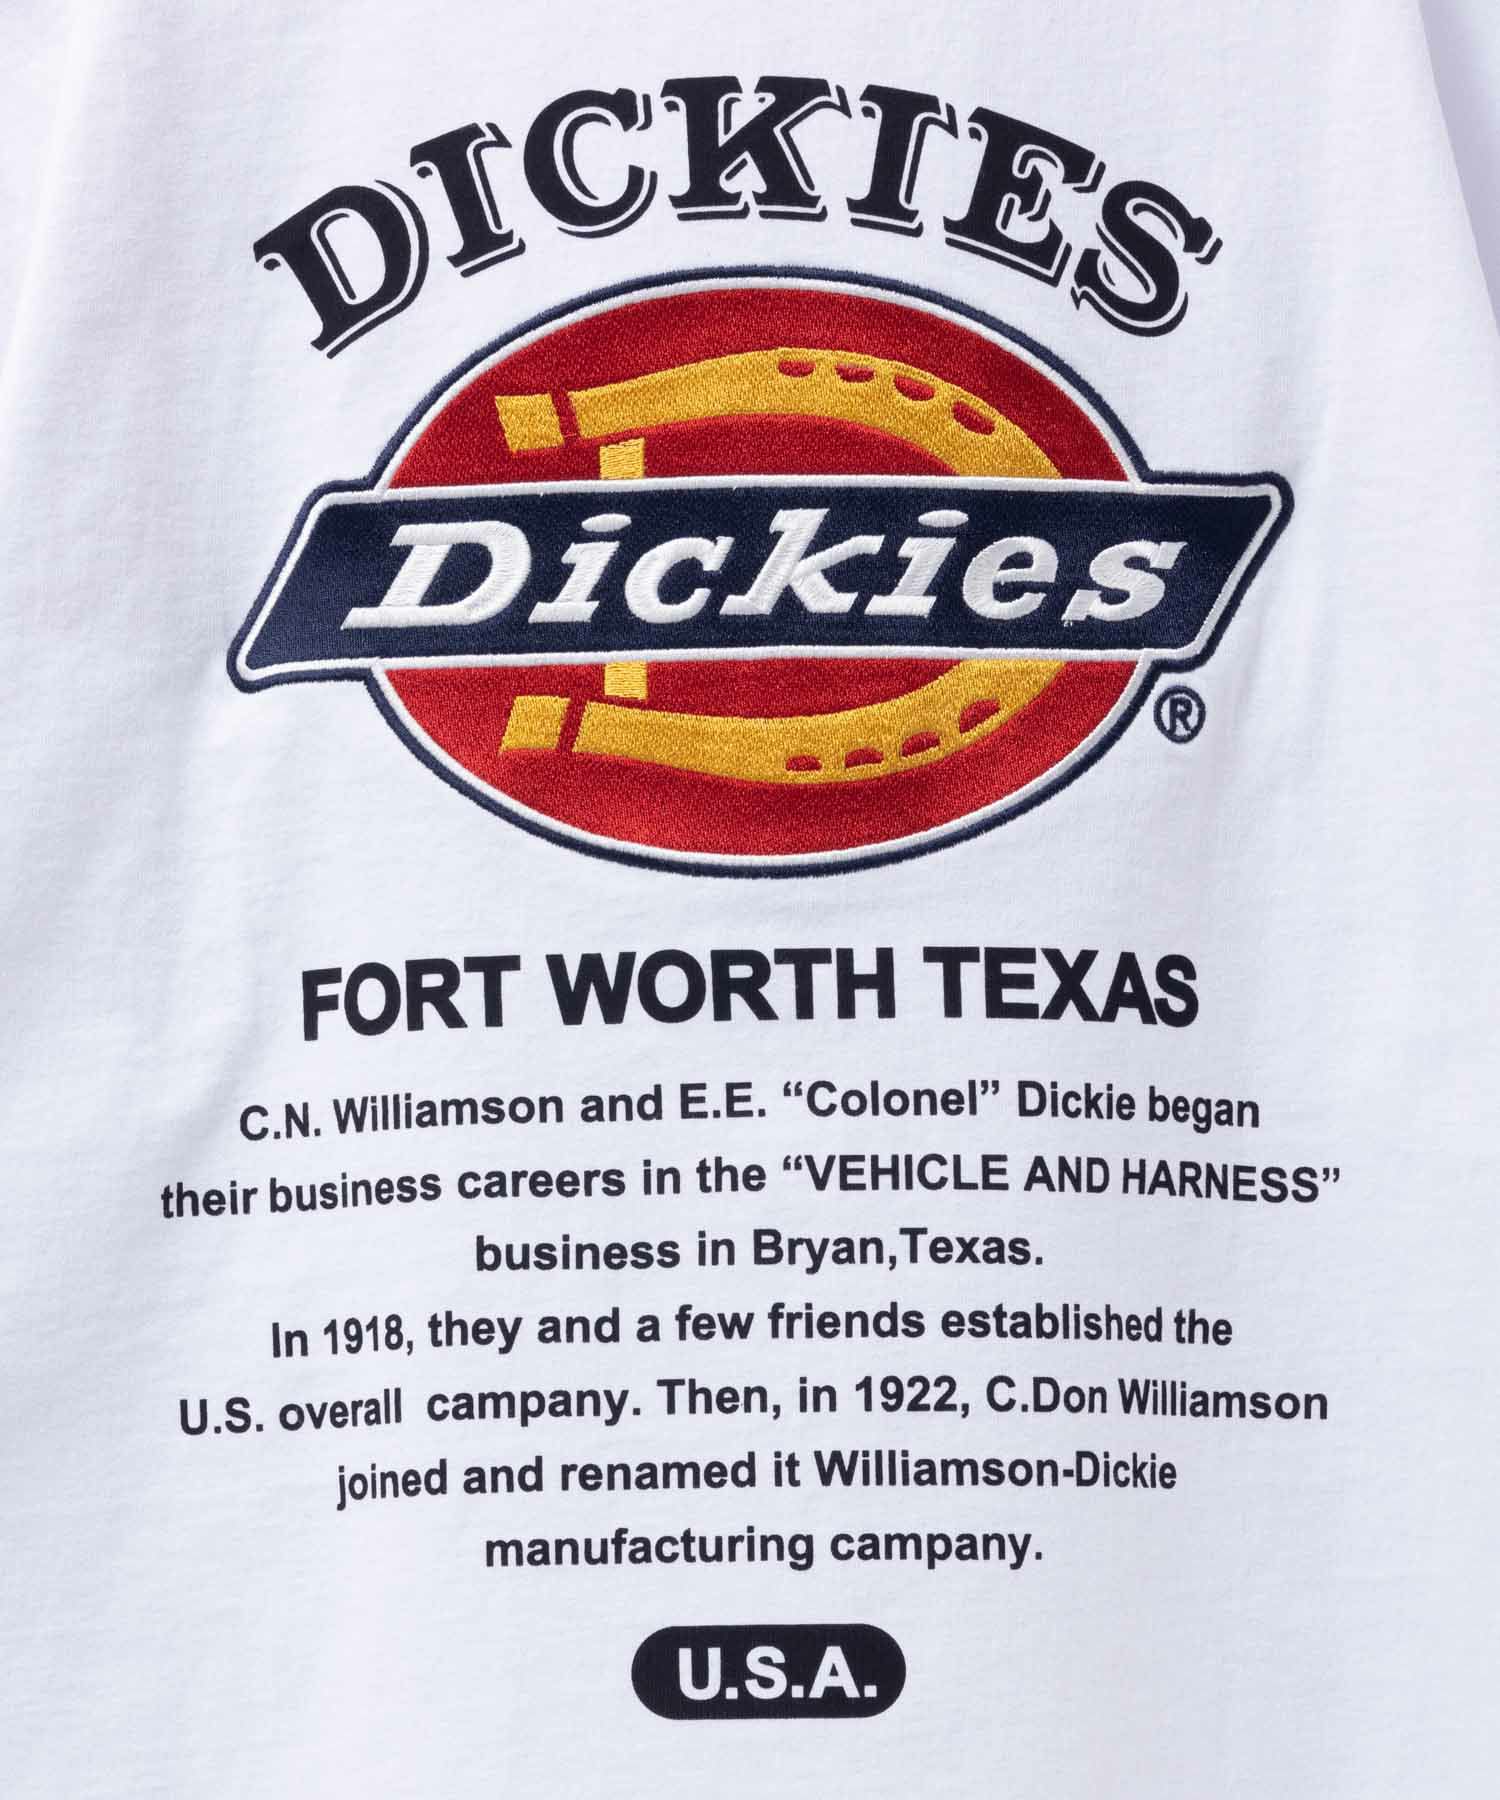 DICKIES
Dickies
®
FORT WORTH TEXAS
C.N. Williamson and E.E. “Colonel” Dickie began
their business careers in the “VEHICLE AND HARNESS”
business in Bryan,Texas.
In 1918, they and a few friends established the
U.S. overall campany. Then, in 1922, C.Don Williamson
joined and renamed it Williamson-Dickie
manufacturing campany.
U.S.A.